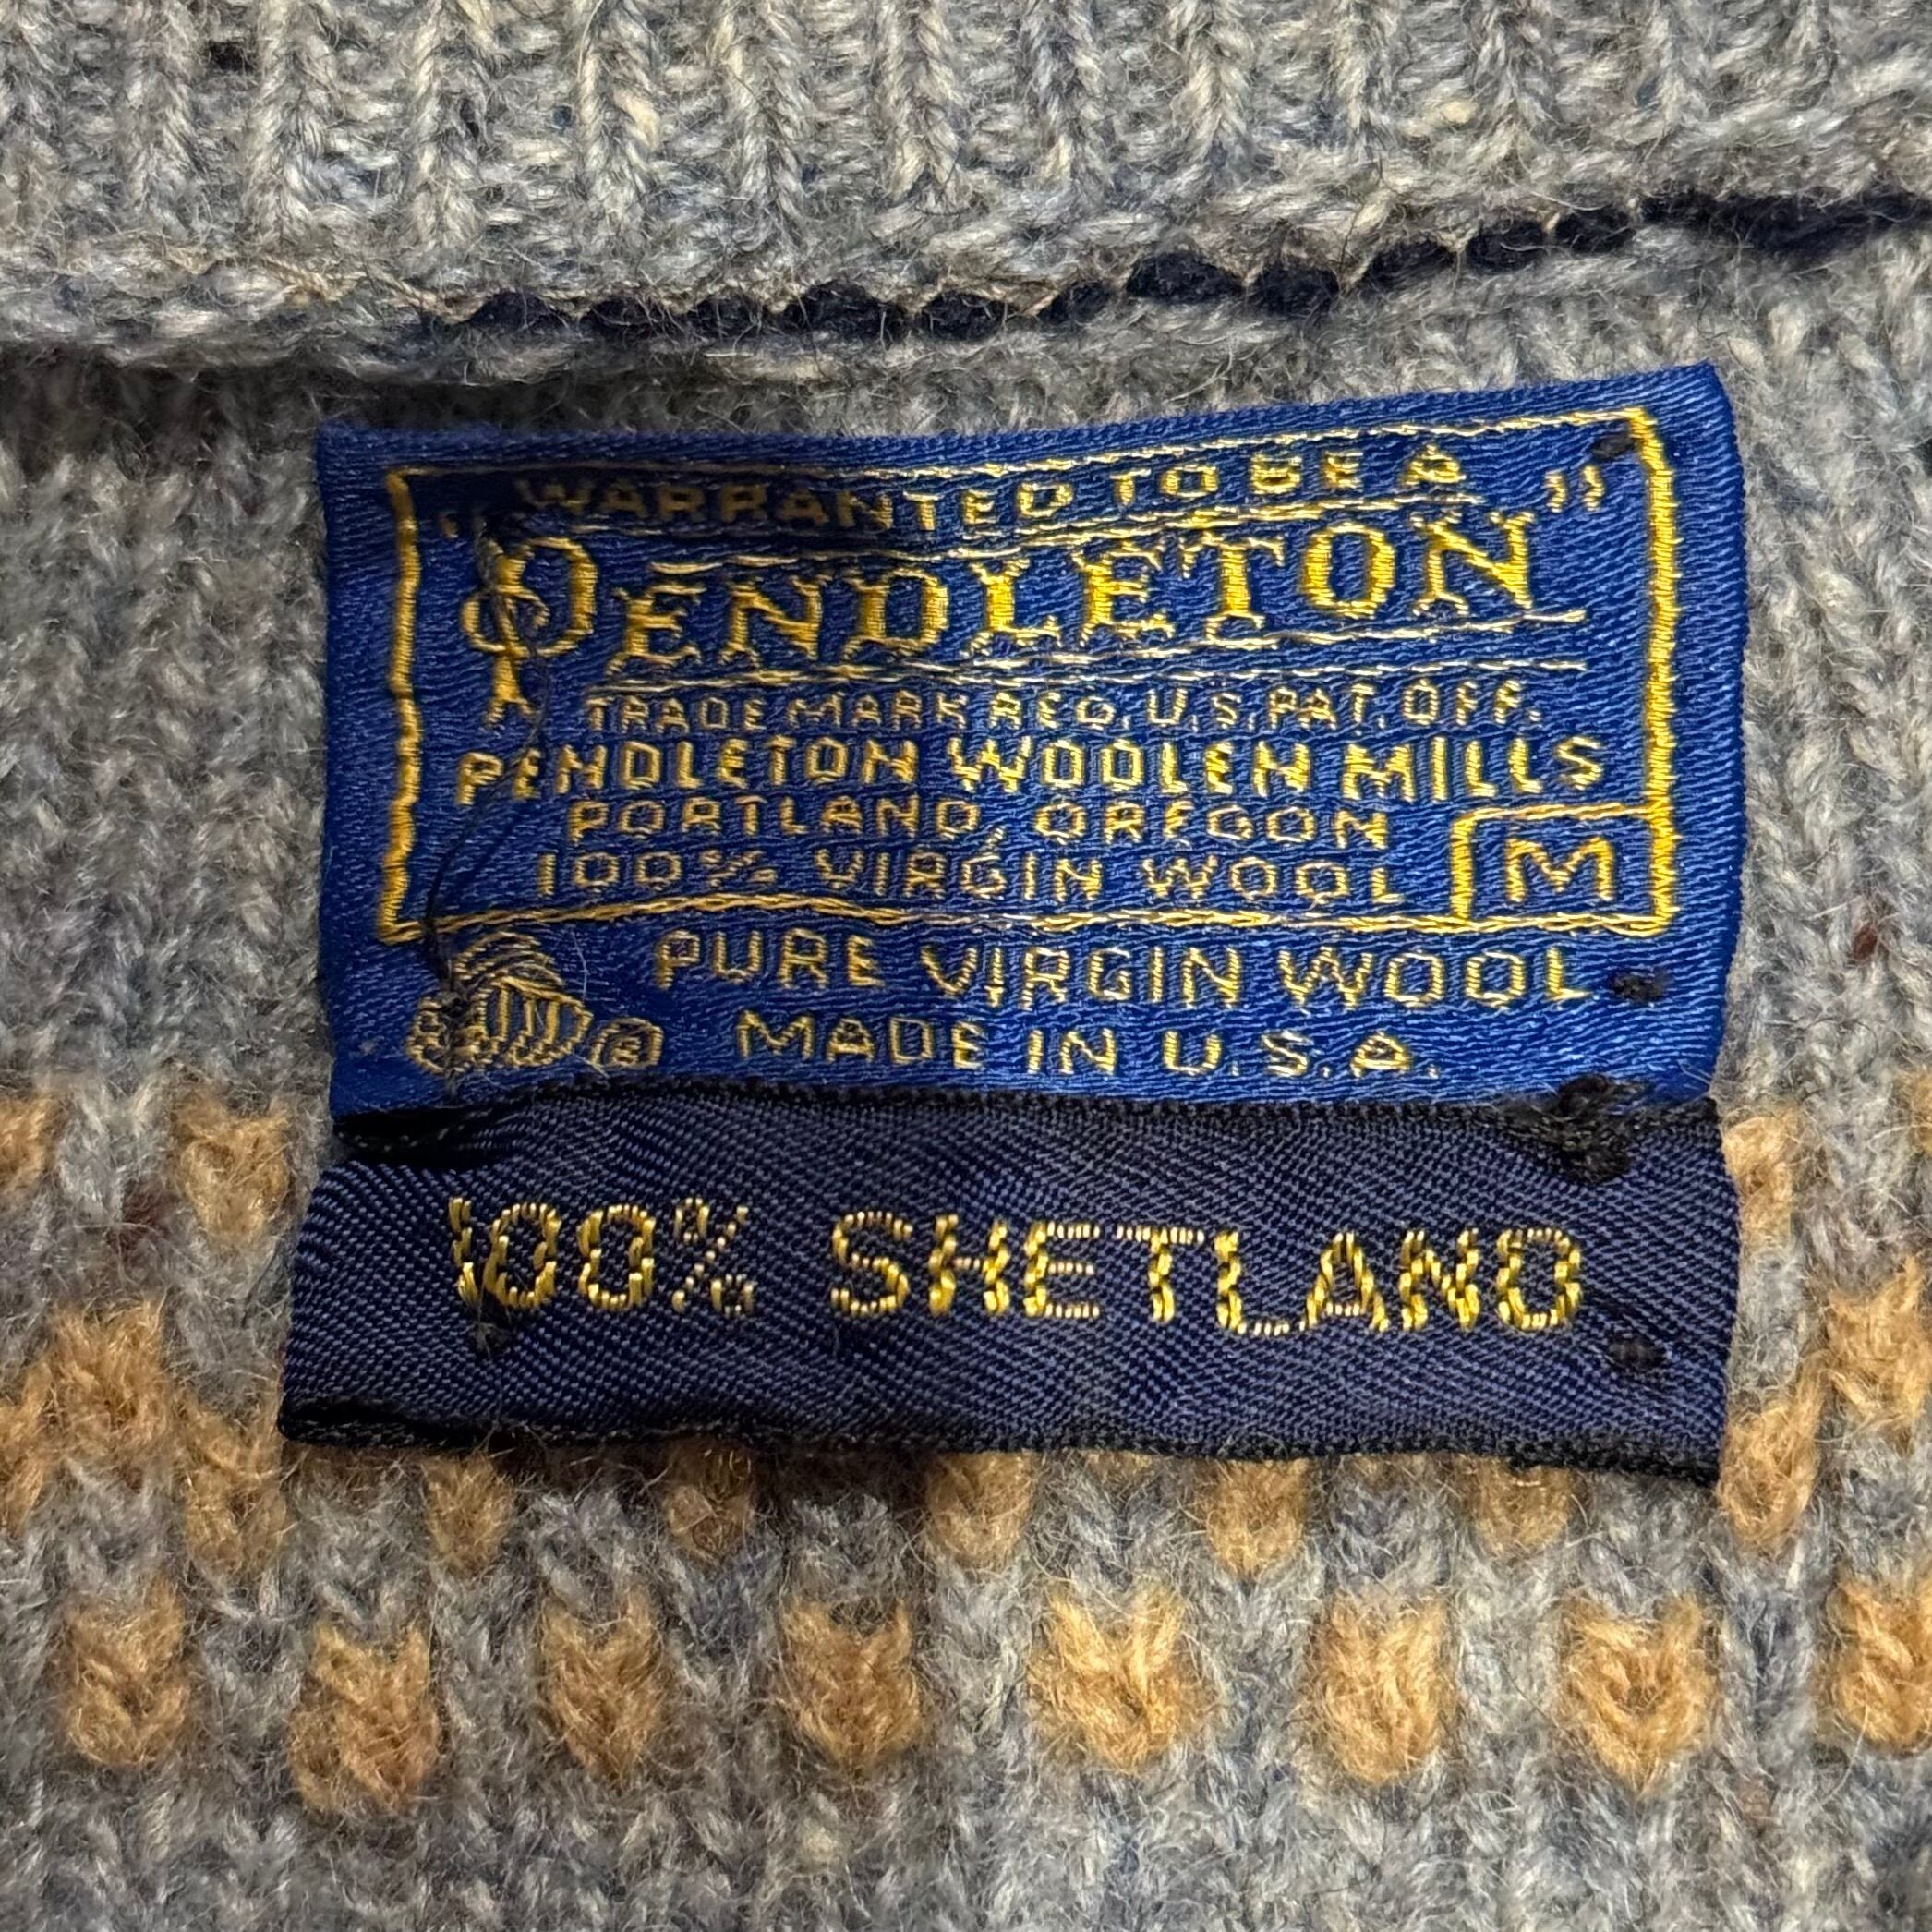 WARRANTED TO BE A
"PENDLETON"
TRADE MARK REG. U.S. PAT. OFF.
PENDLETON WOOLEN MILLS
PORTLAND, OREGON
100% VIRGIN WOOL M
PURE VIRGIN WOOL
® MADE IN U.S.A.
100% SHETLAND